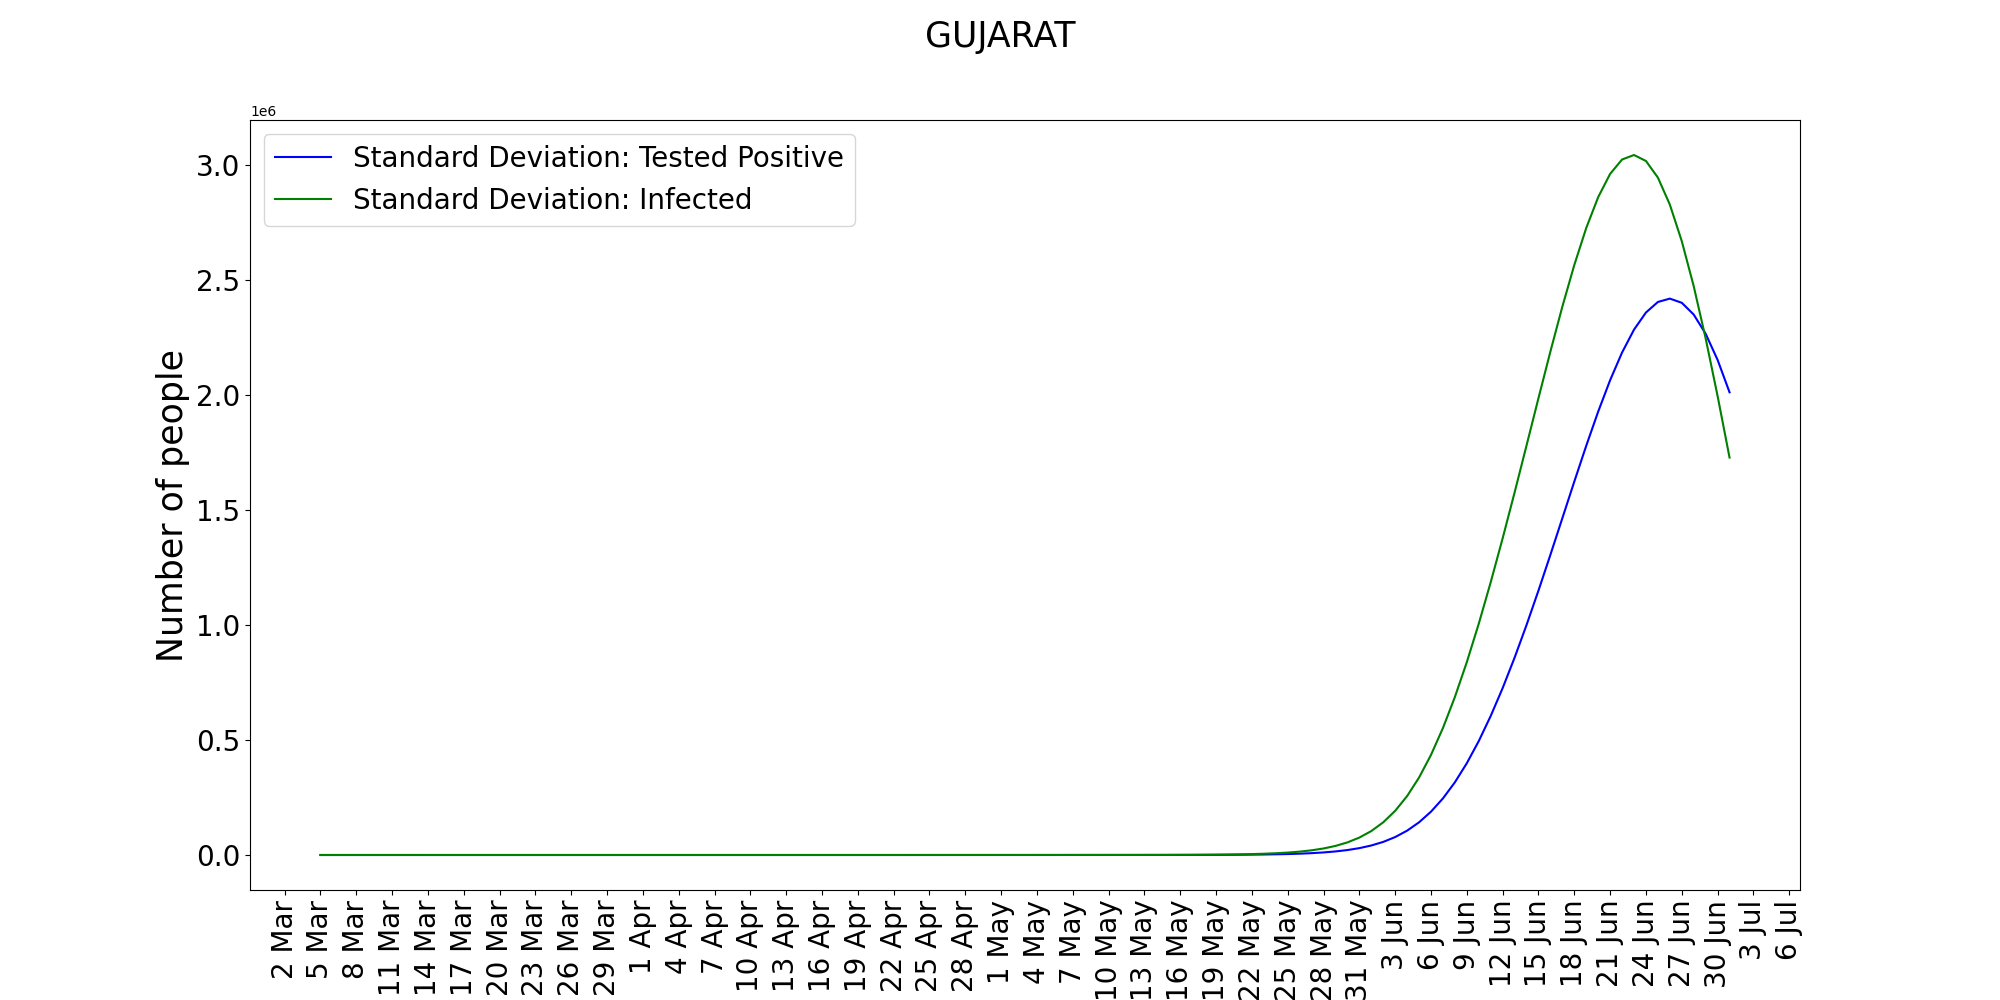 GUJARAT
1e6
Standard Deviation: Tested Positive
Standard Deviation: Infected
3.0
2.5
2.0
1.5
1.0
0.5
0.0
Number of people
2 Mar
5 Mar
8 Mar
11 Mar
14 Mar
17 Mar
20 Mar
23 Mar
26 Mar
29 Mar
1 Apr
4 Apr
7 Apr
10 Apr
13 Apr
16 Apr
19 Apr
22 Apr
25 Apr
28 Apr
1 May
4 May
7 May
10 May
13 May
16 May
19 May
22 May
25 May
28 May
31 May
3 Jun
6 Jun
9 Jun
12 Jun
15 Jun
18 Jun
21 Jun
24 Jun
27 Jun
30 Jun
3 Jul
6 Jul